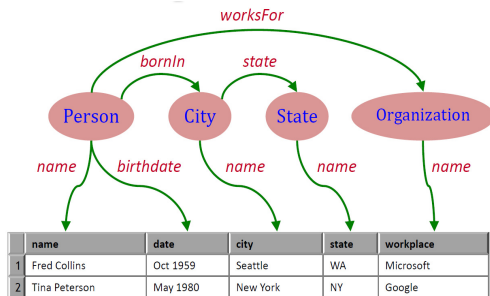 worksFor
bornIn state
Person City State Organization
name birthdate name name name
name date city state workplace
1 Fred Collins Oct 1959 Seattle WA Microsoft
2 Tina Peterson May 1980 New York NY Google